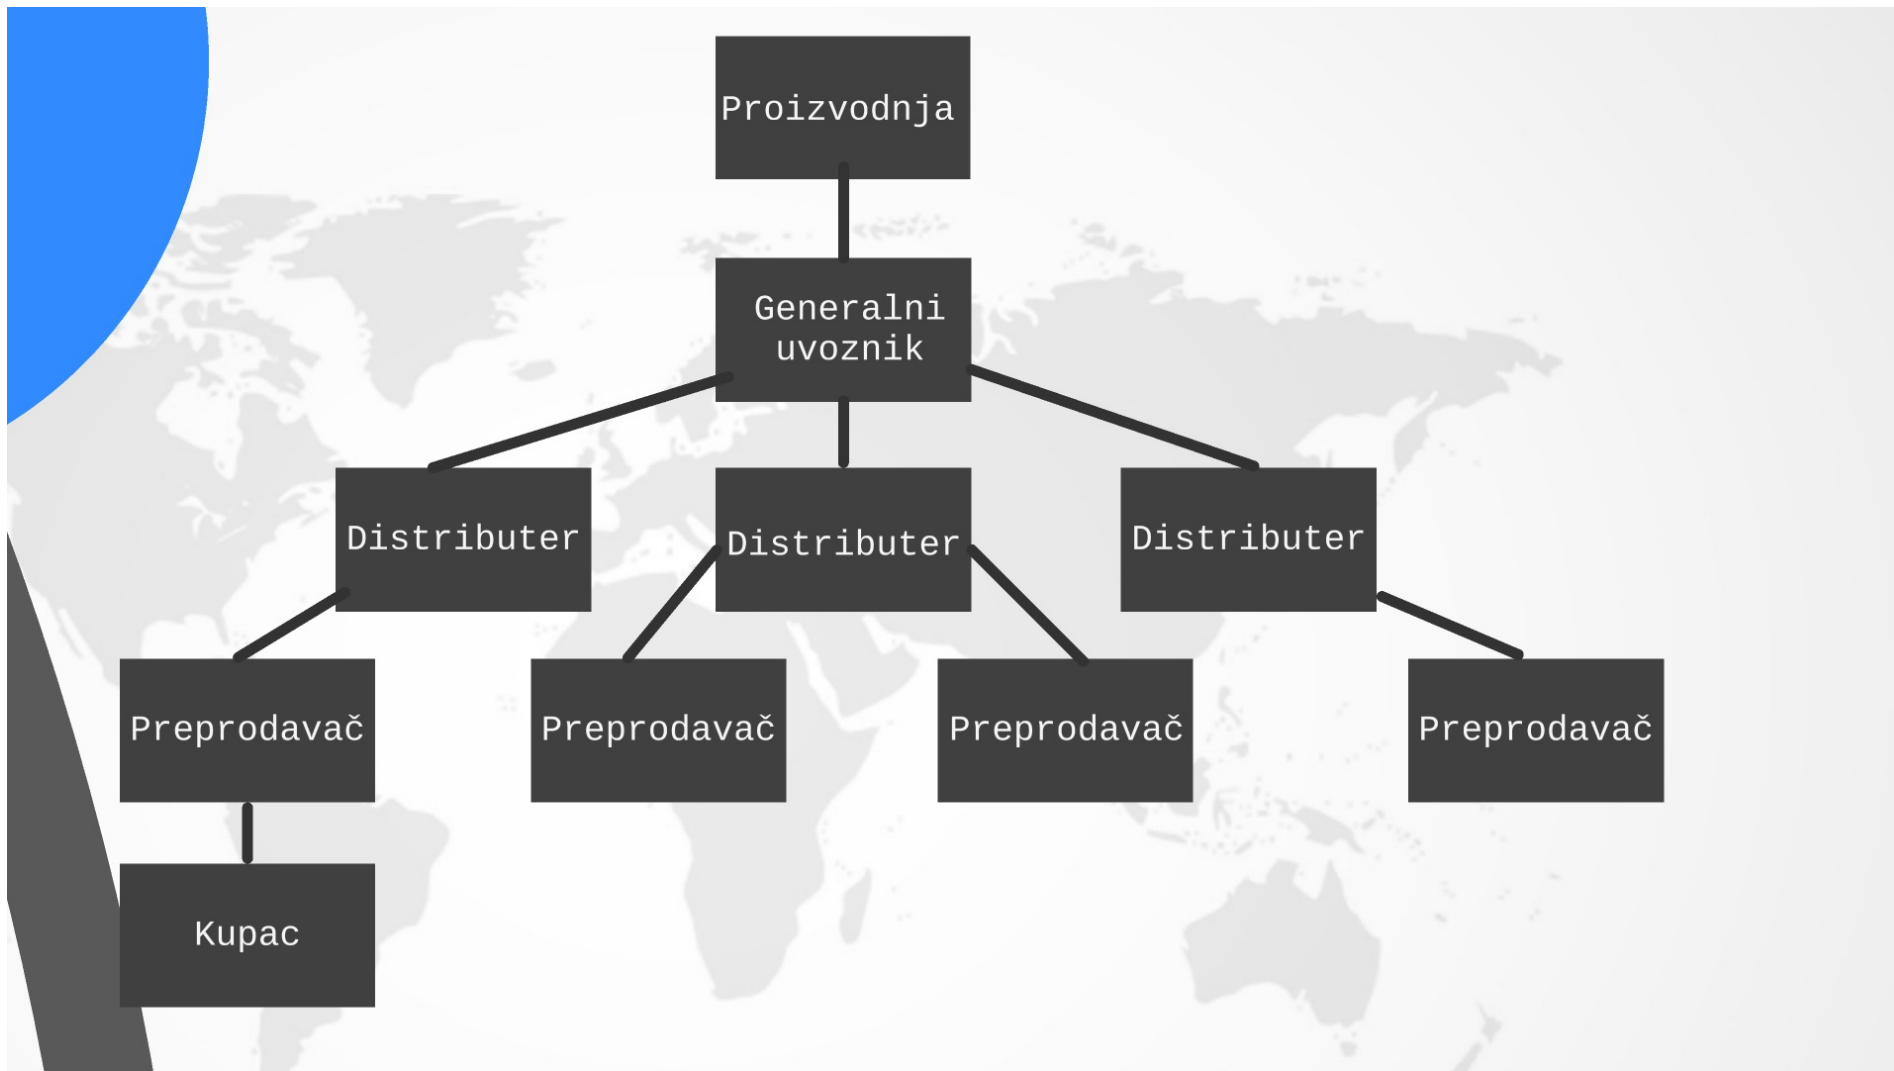 Proizvodnja
Generalni
uvoznik
Distributer
Distributer
Distributer
Preprodavač
Preprodavač
Preprodavač
Preprodavač
Kupac